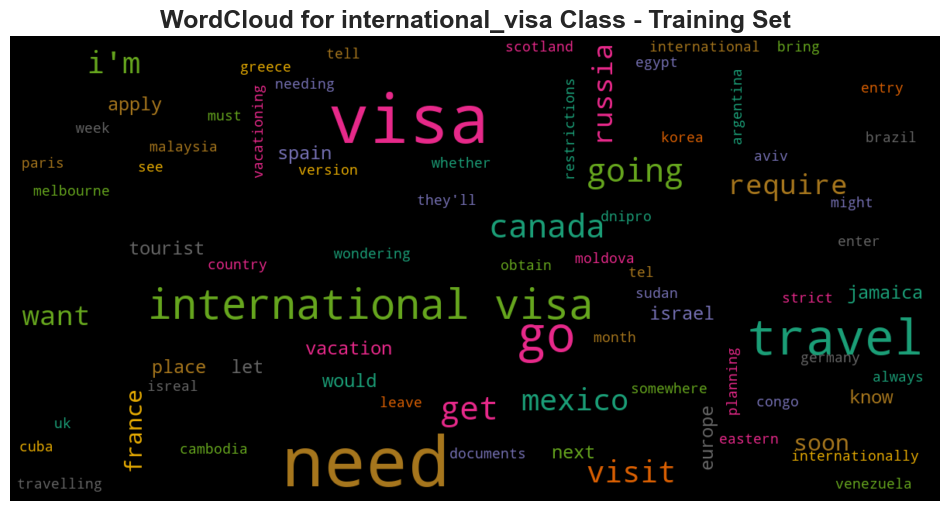 WordCloud for international_visa Class - Training Set
scotland
international
bring
tell
i'm
greece
russia
egypt
needing
apply
visa
restrictions
argentina
entry
must
week
vacationing
korea
brazil
malaysia
spain
whether
aviv
paris
see
version
going
require
melbourne
they'll
might
canada
dnipro
tourist
wondering
enter
country
obtain
moldova
tel
sudan
strict
jamaica
want
international visa
israel
go
travel
month
vacation
germany
place
let
planning
always
isreal
would
somewhere
know
leave
get
mexico
congo
france
uk
europe
eastern
soon
cuba
cambodia
need
documents
next
visit
internationally
travelling
venezuela